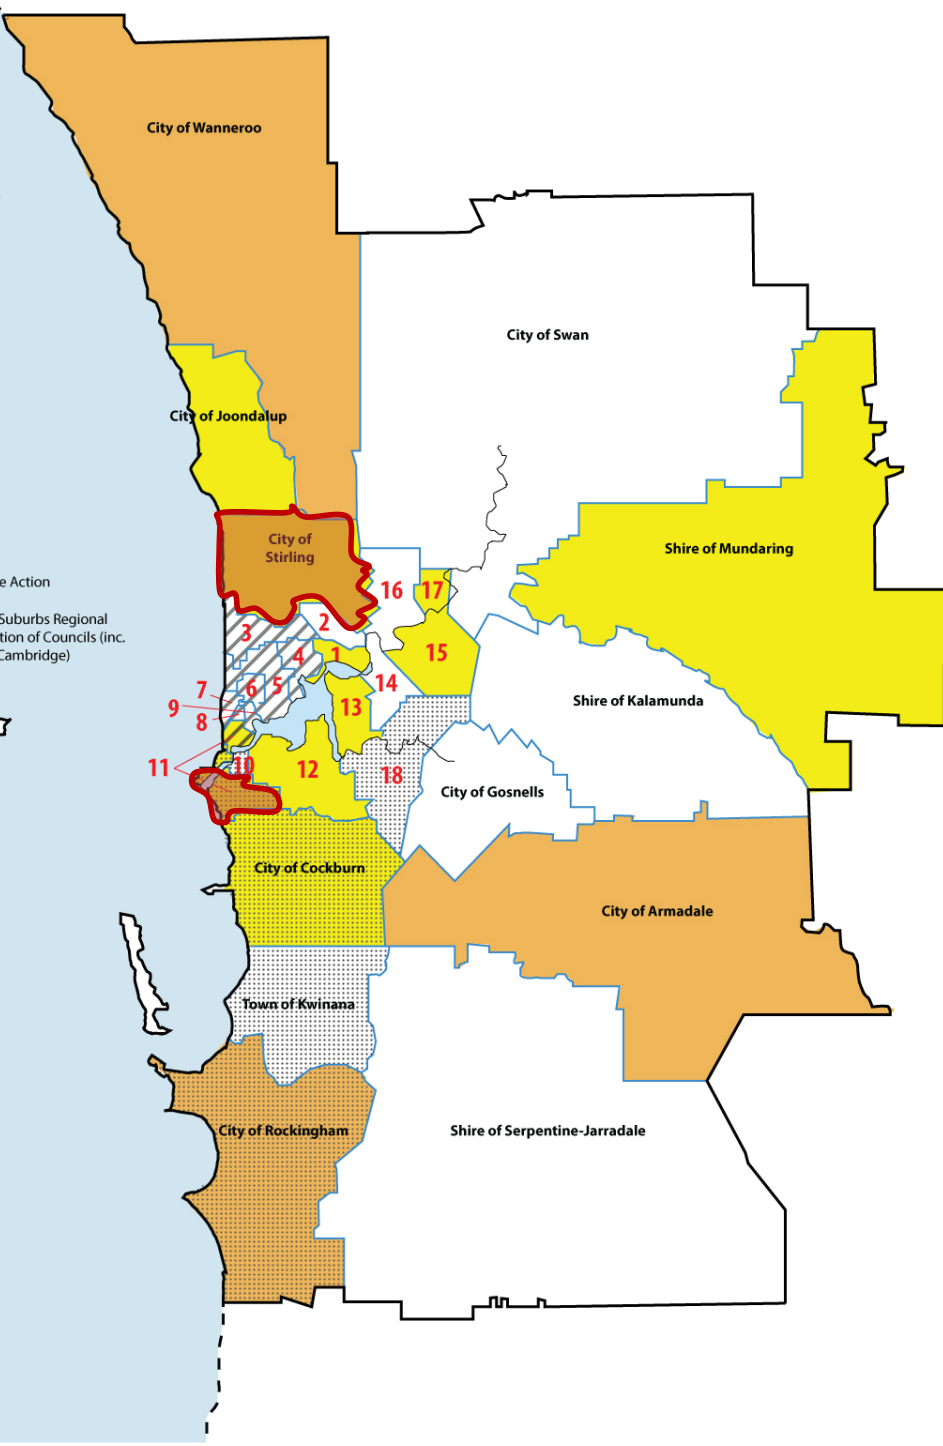 City of Wanneroo
City of Swan
City of Joondalup
City of
Stirling
Shire of Mundaring
e Action
Suburbs Regional
tion of Councils (inc.
Cambridge)
16
17
2
3
4
1
15
6
5
7
9
8
14
13
Shire of Kalamunda
11
10
12
18
City of Gosnells
City of Cockburn
City of Armadale
Town of Kwinana
City of Rockingham
Shire of Serpentine-Jarradale